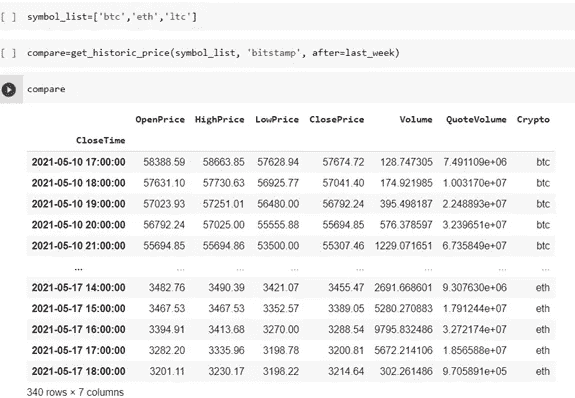 [ ] symbol_list=['btc','eth','ltc']
[ ] compare=get_historic_price(symbol_list, 'bitstamp', after=last_week)
compare
OpenPrice HighPrice LowPrice ClosePrice Volume QuoteVolume Crypto
CloseTime
2021-05-10 17:00:00 58388.59 58663.85 57628.94 57674.72 128.747305 7.491109e+06 btc
2021-05-10 18:00:00 57631.10 57730.63 56925.77 57041.40 174.921985 1.003170e+07 btc
2021-05-10 19:00:00 57023.93 57251.01 56480.00 56792.24 395.498187 2.248893e+07 btc
2021-05-10 20:00:00 56792.24 57025.00 55555.88 55694.85 576.378597 3.239651e+07 btc
2021-05-10 21:00:00 55694.85 55694.86 53500.00 55307.46 1229.071651 6.735849e+07 btc
... ... ... ... ... ... ... ...
2021-05-17 14:00:00 3482.76 3490.39 3421.07 3455.47 2691.668601 9.307630e+06 eth
2021-05-17 15:00:00 3467.53 3467.53 3352.57 3389.05 5280.270883 1.791244e+07 eth
2021-05-17 16:00:00 3394.91 3413.68 3270.00 3288.54 9795.832486 3.272174e+07 eth
2021-05-17 17:00:00 3282.20 3335.96 3198.78 3200.81 5672.214106 1.856588e+07 eth
2021-05-17 18:00:00 3201.11 3230.17 3198.22 3214.64 302.261486 9.705891e+05 eth
340 rows × 7 columns